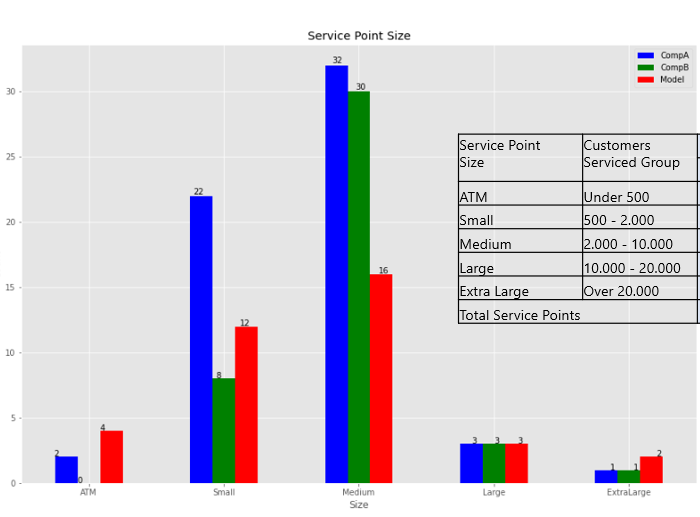 Service Point Size
CompA
CompB
Model
32
30
30
25
22
20
16
15
12
10
8
5
4
2
0
3
3
3
1
1
2
0
ATM
Small
Medium
Large
ExtraLarge
Size
Service Point Size
Customers Serviced Group
ATM
Under 500
Small
500 - 2.000
Medium
2.000 - 10.000
Large
10.000 - 20.000
Extra Large
Over 20.000
Total Service Points